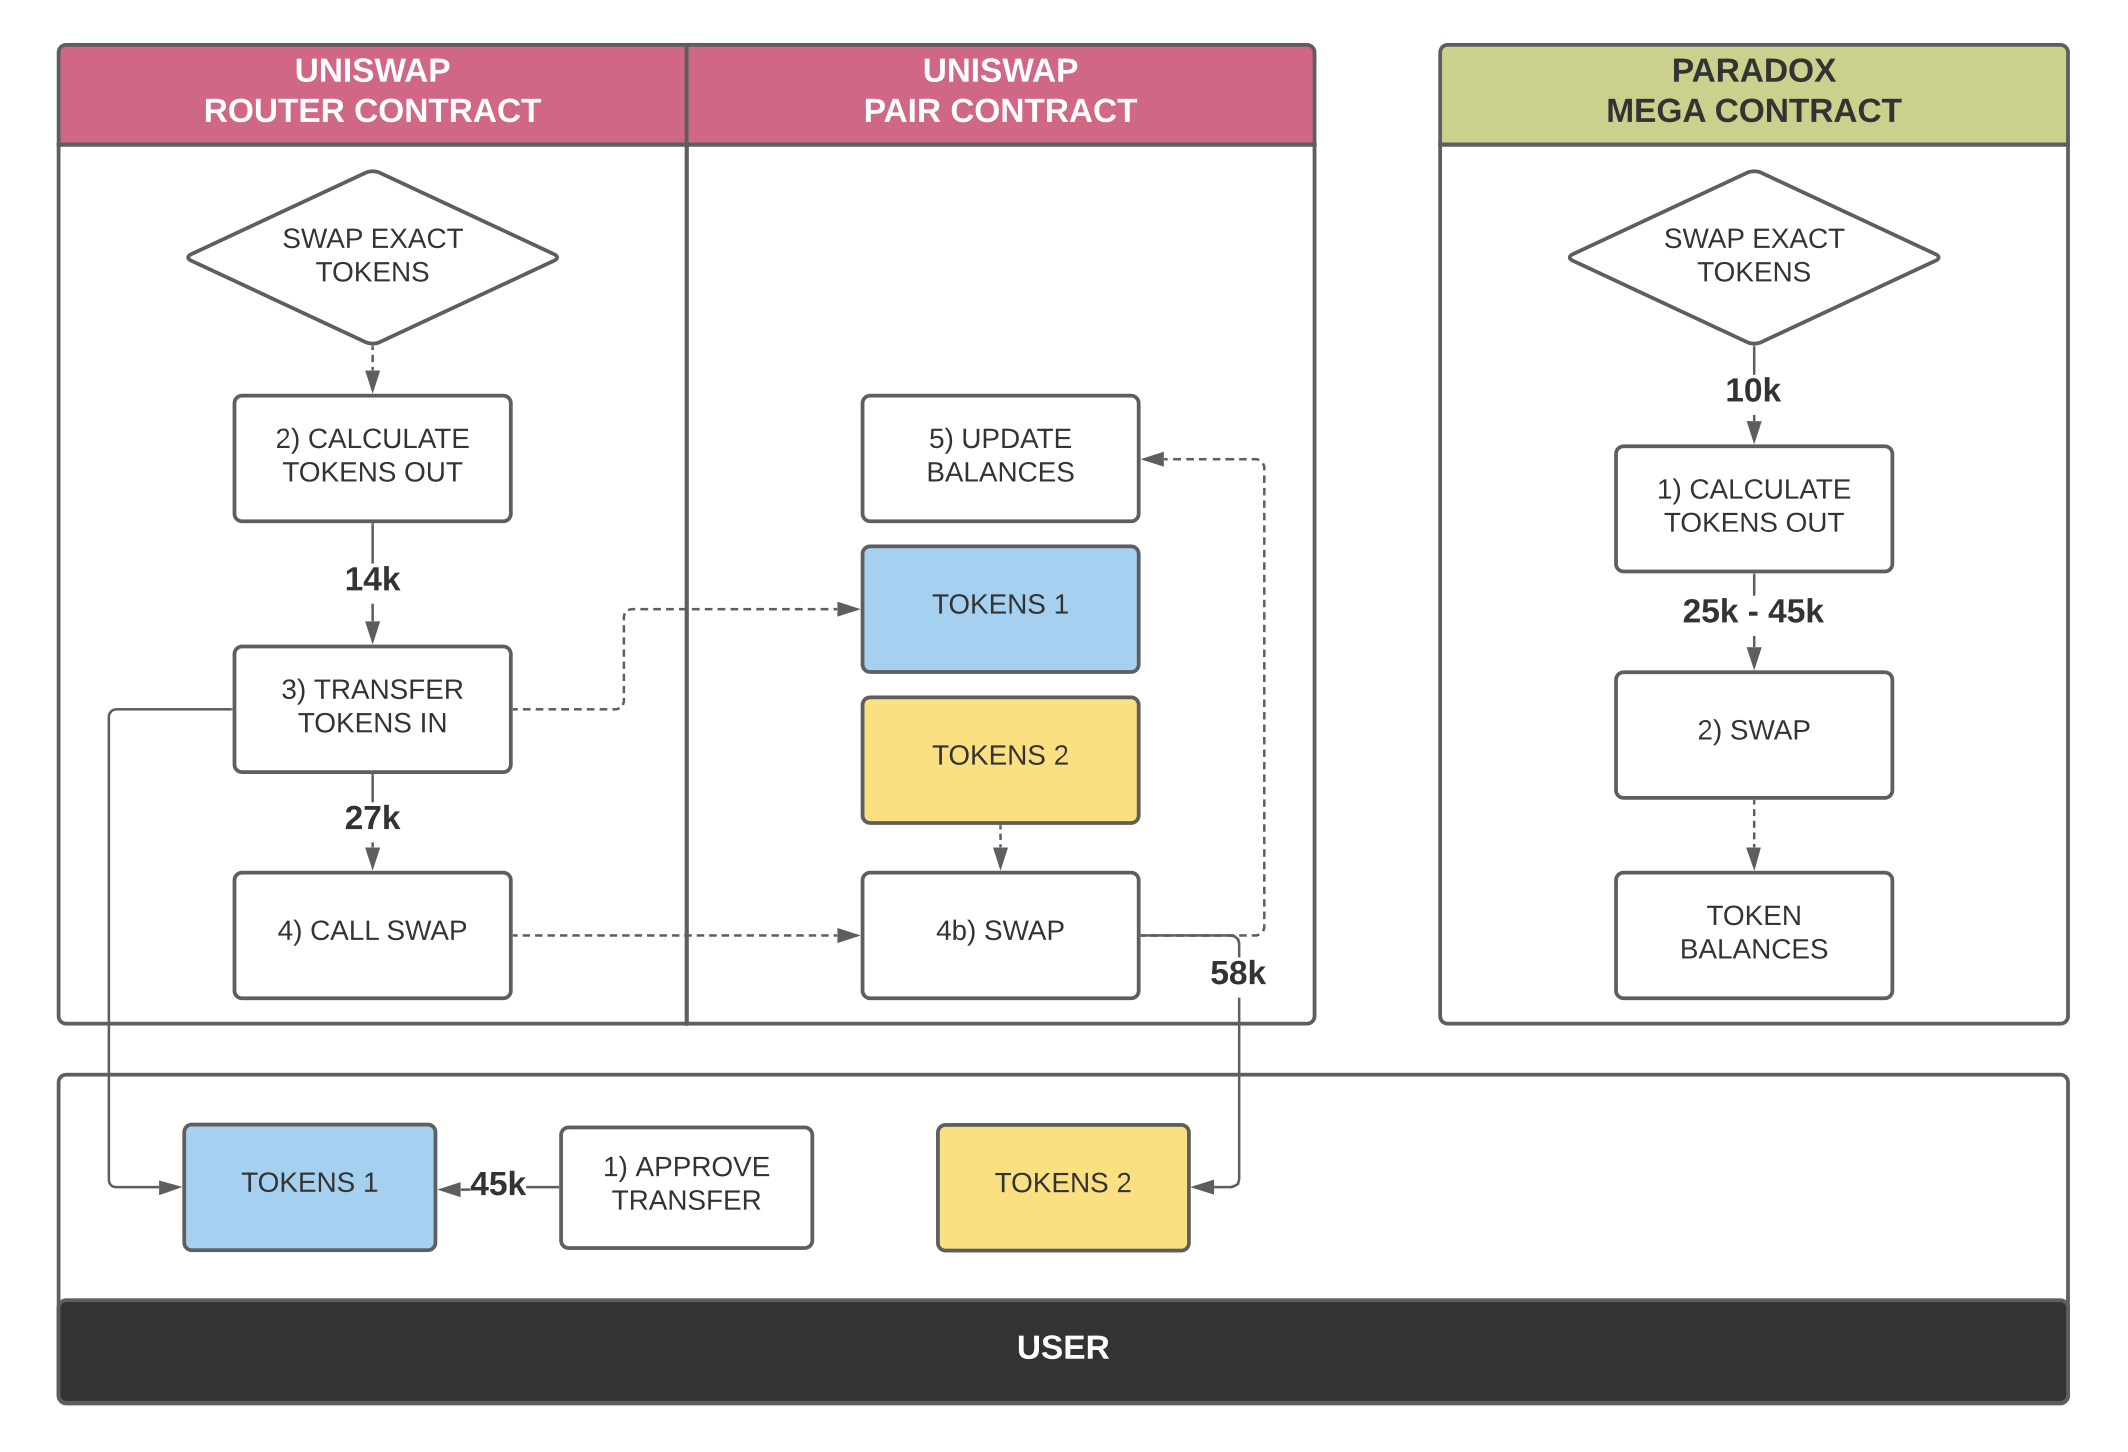 UNISWAP
ROUTER CONTRACT
SWAP EXACT
TOKENS
2) CALCULATE
TOKENS OUT
14k
3) TRANSFER
TOKENS IN
27k
4) CALL SWAP
UNISWAP
PAIR CONTRACT
5) UPDATE
BALANCES
TOKENS 1
TOKENS 2
4b) SWAP
58k
PARADOX
MEGA CONTRACT
SWAP EXACT
TOKENS
10k
1) CALCULATE
TOKENS OUT
25k - 45k
2) SWAP
TOKEN
BALANCES
TOKENS 1
45k
1) APPROVE
TRANSFER
TOKENS 2
USER